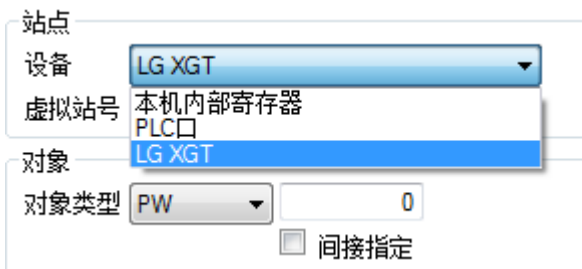 站点
设备 LG XGT
虚拟站号 本机内部寄存器
PLC口
LG XGT
对象
对象类型 PW 0
间接指定